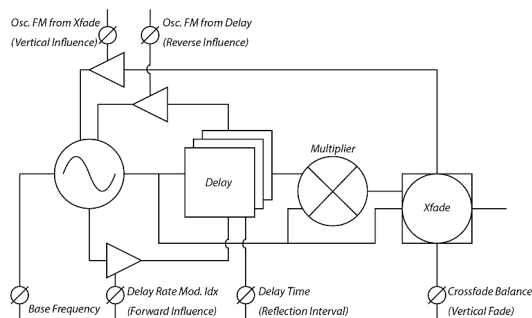 Osc. FM from Xfade
(Vertical Influence)
Osc. FM from Delay
(Reverse Influence)
Multiplier
Delay
Xfade
Base Frequency
Delay Rate Mod. Idx
(Forward Influence)
Delay Time
(Reflection Interval)
Crossfade Balance
(Vertical Fade)